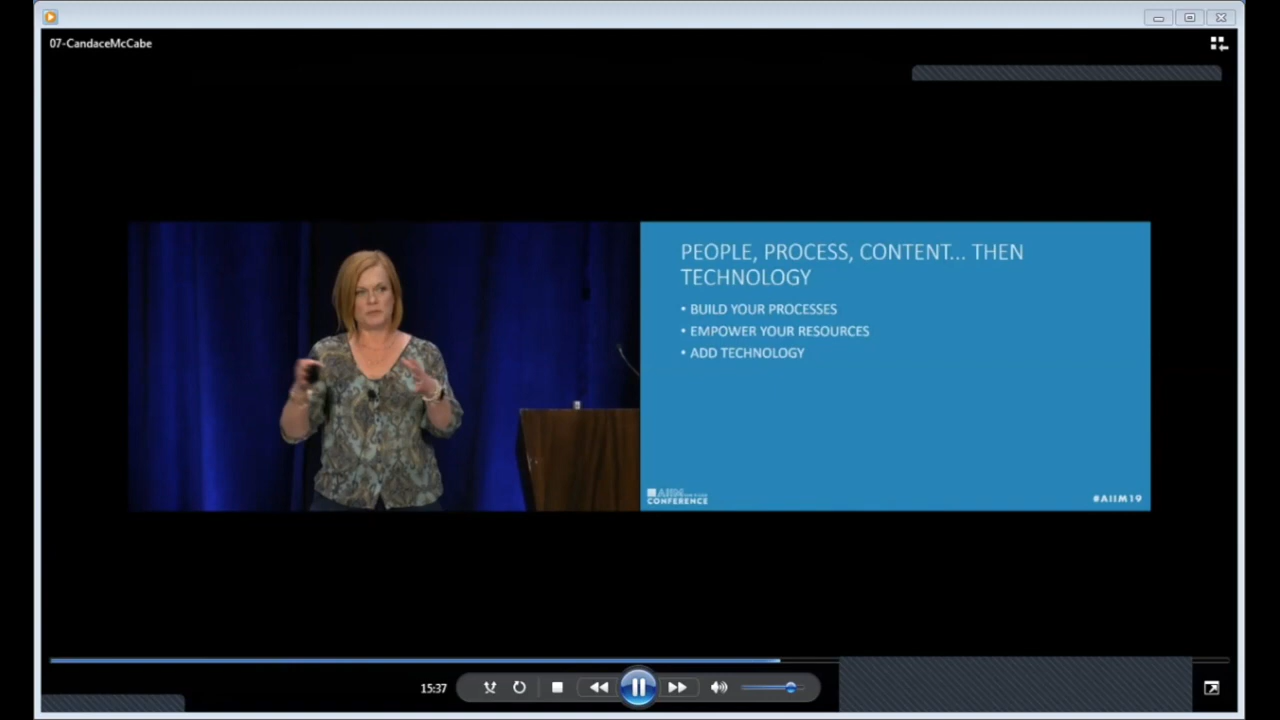 07-CandaceMcCabe
PEOPLE, PROCESS, CONTENT... THEN
TECHNOLOGY
• BUILD YOUR PROCESSES
• EMPOWER YOUR RESOURCES
• ADD TECHNOLOGY
AIIM
CONFERENCE
#AIIM19
15:37